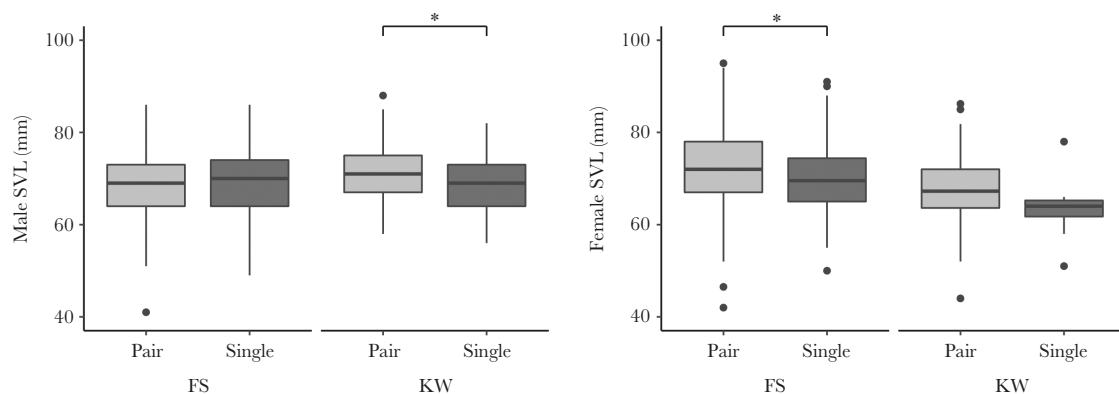 *
100
80
60
40
Male SVL (mm)
Pair
Single
Pair
Single
FS
KW
*
100
80
60
40
Female SVL (mm)
Pair
Single
Pair
Single
FS
KW